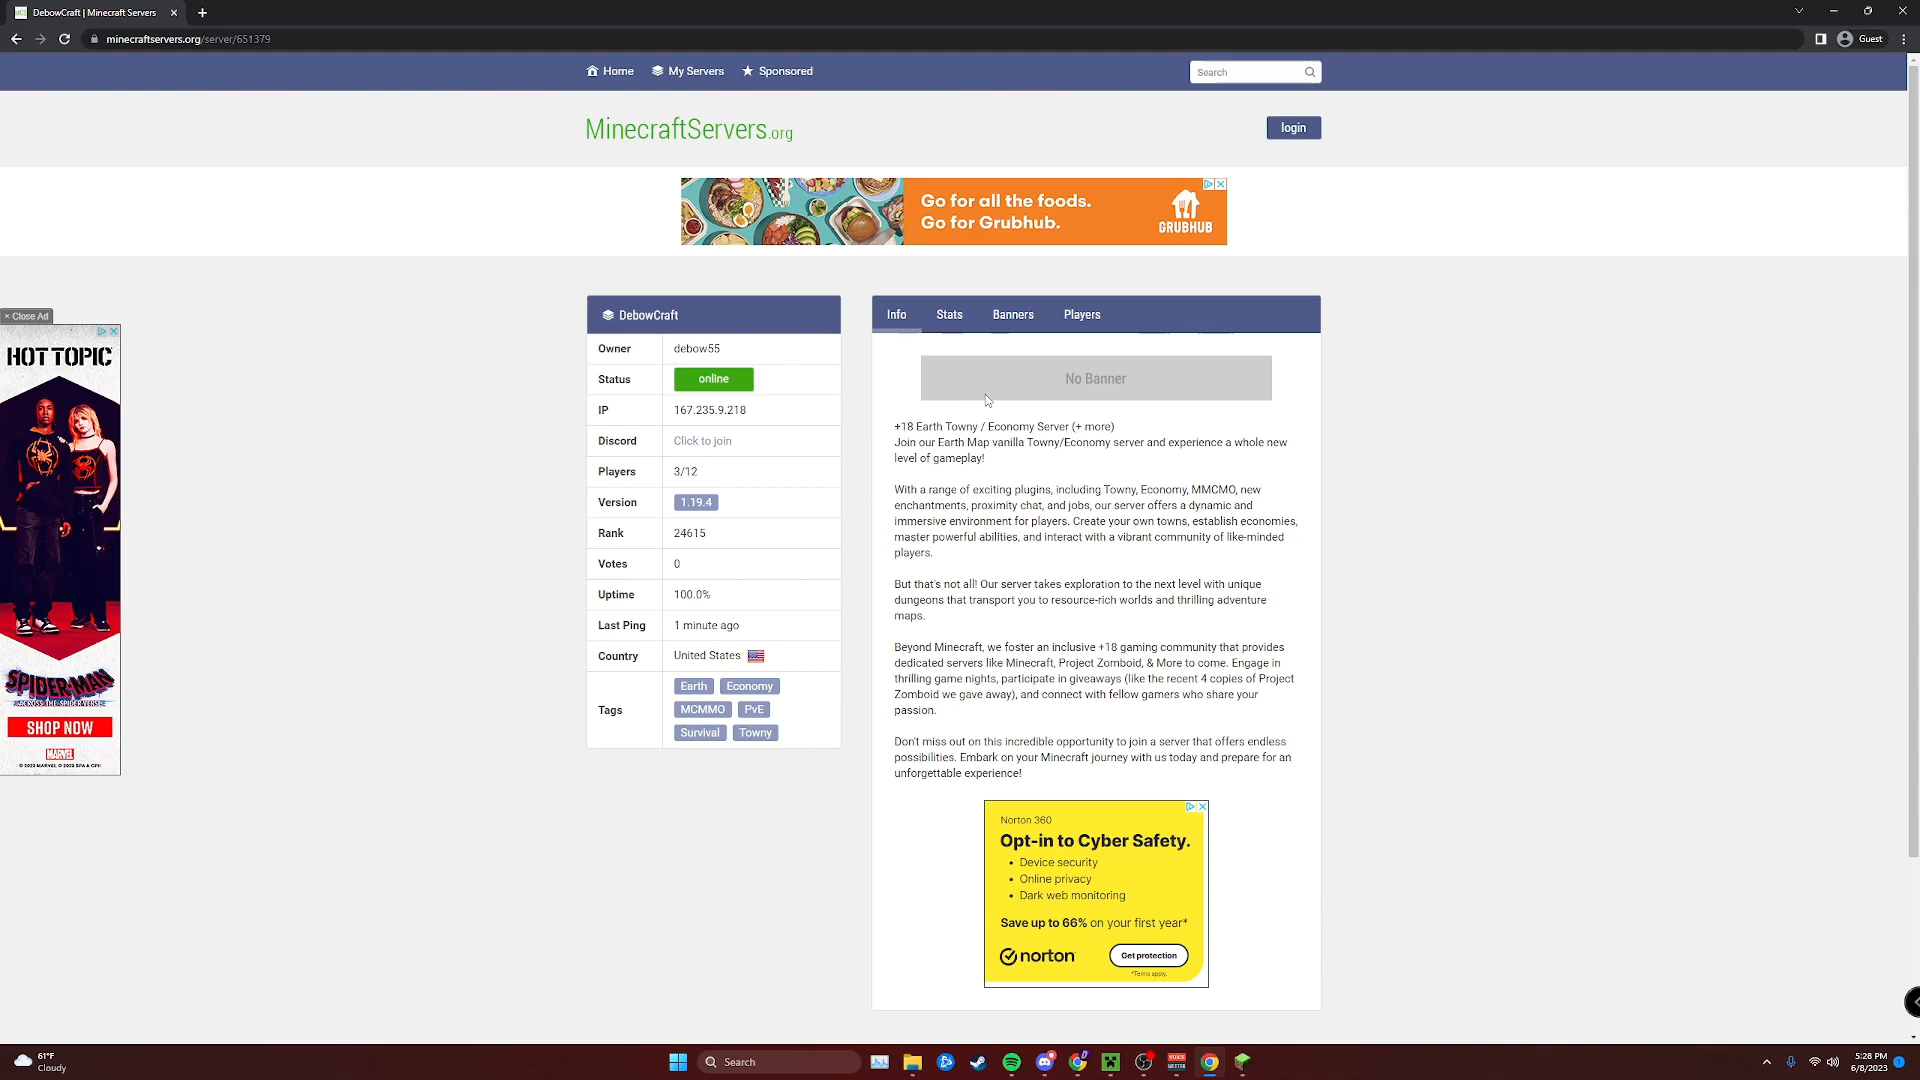 DebowCraft | Minecraft Servers
minecraftservers.org/server/651379
Guest
Home
My Servers
Sponsored
Search
MinecraftServers.org
login
Go for all the foods.
Go for Grubhub.
GRUBHUB
× Close Ad
HOT TOPIC
SPIDER-MAN
ACROSS THE SPIDER-VERSE
SHOP NOW
MARVEL
© 2023 MARVEL © 2023 SPA & CPII
DebowCraft
Owner debow55
Status online
IP 167.235.9.218
Discord Click to join
Players 3/12
Version 1.19.4
Rank 24615
Votes 0
Uptime 100.0%
Last Ping 1 minute ago
Country United States
Tags
Earth Economy
MCMMO PvE
Survival Towny
Info Stats Banners Players
No Banner
+18 Earth Towny / Economy Server (+ more)
Join our Earth Map vanilla Towny/Economy server and experience a whole new
level of gameplay!
With a range of exciting plugins, including Towny, Economy, MMCMO, new
enchantments, proximity chat, and jobs, our server offers a dynamic and
immersive environment for players. Create your own towns, establish economies,
master powerful abilities, and interact with a vibrant community of like-minded
players.
But that's not all! Our server takes exploration to the next level with unique
dungeons that transport you to resource-rich worlds and thrilling adventure
maps.
Beyond Minecraft, we foster an inclusive +18 gaming community that provides
dedicated servers like Minecraft, Project Zomboid, & More to come. Engage in
thrilling game nights, participate in giveaways (like the recent 4 copies of Project
Zomboid we gave away), and connect with fellow gamers who share your
passion.
Don't miss out on this incredible opportunity to join a server that offers endless
possibilities. Embark on your Minecraft journey with us today and prepare for an
unforgettable experience!
Norton 360
Opt-in to Cyber Safety.
• Device security
• Online privacy
• Dark web monitoring
Save up to 66% on your first year*
norton
Get protection
*Terms apply.
61°F
Cloudy
Search
VOICE
MEETER
5:28 PM
6/8/2023
1